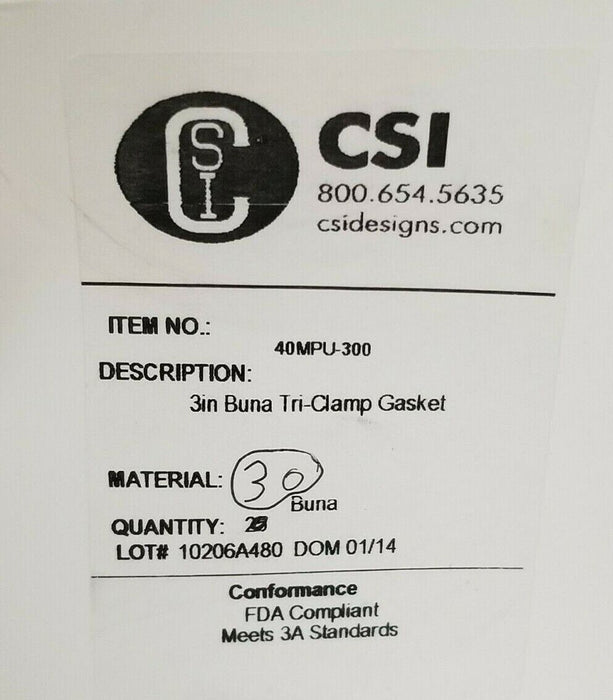 CSI
CSI
800.654.5635
csidesigns.com
ITEM NO.:
40MPU-300
DESCRIPTION:
3in Buna Tri-Clamp Gasket
MATERIAL: 30
Buna
QUANTITY:
LOT# 10206A480 DOM 01/14
Conformance
FDA Compliant
Meets 3A Standards